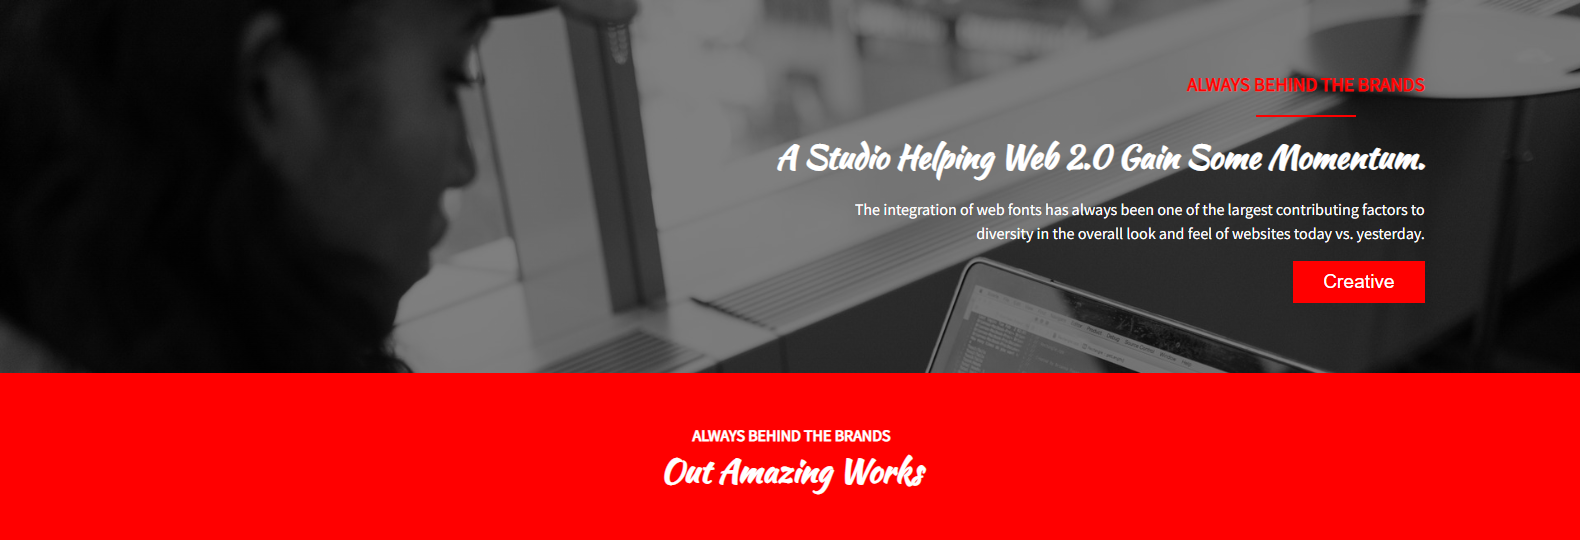 ALWAYS BEHIND THE BRANDS
A Studio Helping Web 2.0 Gain Some Momentum.
The integration of web fonts has always been one of the largest contributing factors to
diversity in the overall look and feel of websites today vs. yesterday.
Creative
ALWAYS BEHIND THE BRANDS
Out Amazing Works